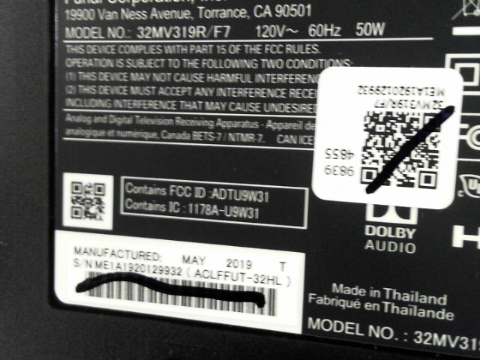 19900 Van Ness Avenue, Torrance, CA 90501
MODEL NO.: 32MV319R/F7 120V~ 60Hz 50W
THIS DEVICE COMPLIES WITH PART 15 OF THE FCC RULES.
OPERATION IS SUBJECT TO THE FOLLOWING TWO CONDITIONS:
(1) THIS DEVICE MAY NOT CAUSE HARMFUL INTERFERENC
(2) THIS DEVICE MUST ACCEPT ANY INTERFERENCE RECEI
INCLUDING INTERFERENCE THAT MAY CAUSE UNDESIRED
Analog and Digital Television Receiving Apparatus - Appareil de
analogique et numérique, Canada BETS-7 / NTMR-7. CAN ICE
ME1A1920129932
32MV319R/F7
9839
4855
Contains FCC ID : ADTU9W31
Contains IC : 1178A-U9W31
DOLBY
AUDIO
MANUFACTURED: MAY 2019 T
S/N ME1A1920129932 ( ACLFFUT-32HL )
Made in Thailand
Fabriqué en Thaïlande
MODEL NO. : 32MV319